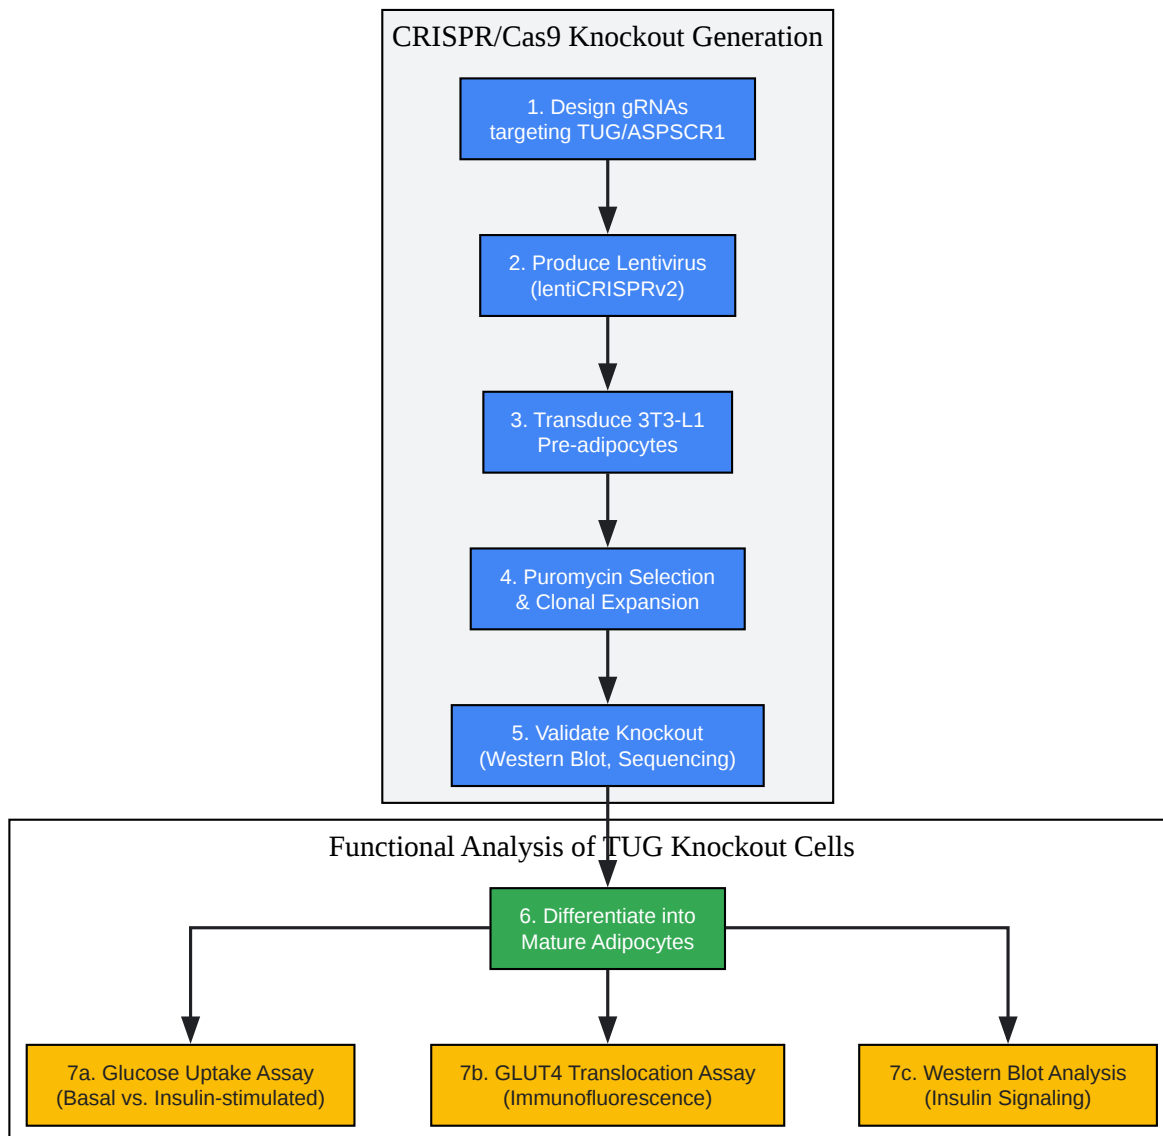 CRISPR/Cas9 Knockout Generation
1. Design gRNAs
targeting TUG/ASPSCR1
2. Produce Lentivirus
(lentiCRISPRv2)
3. Transduce 3T3-L1
Pre-adipocytes
4. Puromycin Selection
& Clonal Expansion
5. Validate Knockout
(Western Blot, Sequencing)
Functional Analysis of TUG Knockout Cells
6. Differentiate into
Mature Adipocytes
7a. Glucose Uptake Assay
(Basal vs. Insulin-stimulated)
7b. GLUT4 Translocation Assay
(Immunofluorescence)
7c. Western Blot Analysis
(Insulin Signaling)